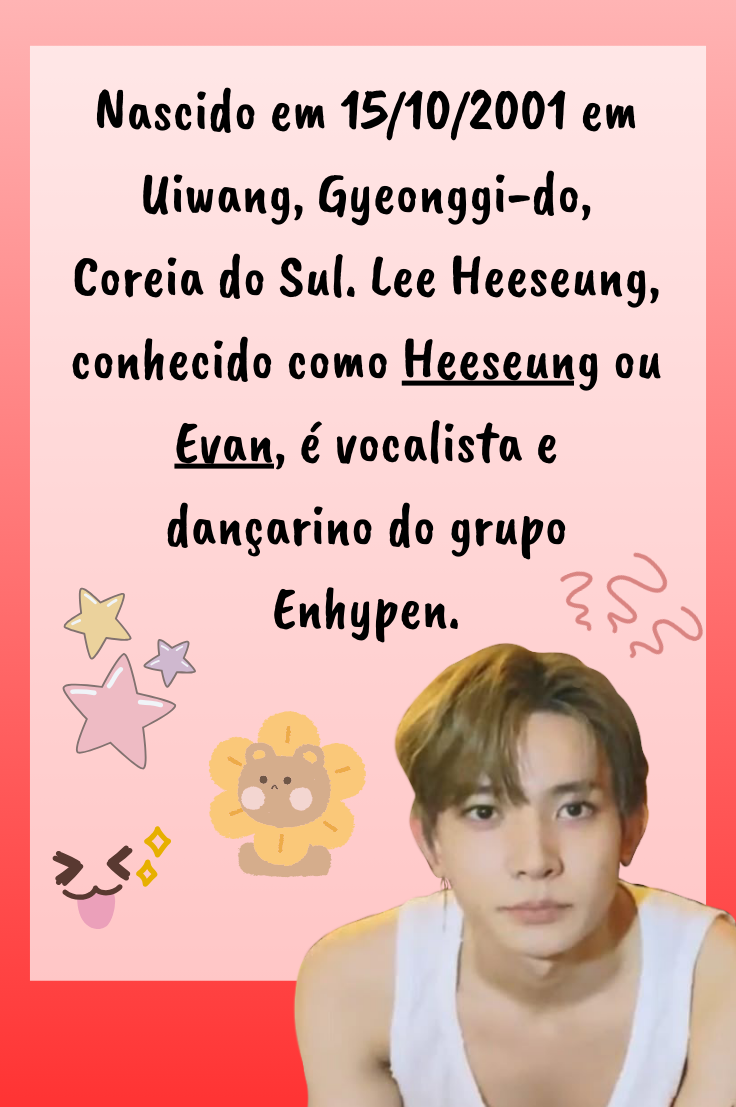 Nascido em 15/10/2001 em
Uiwang, Gyeonggi-do,
Coreia do Sul. Lee Heeseung,
conhecido como Heeseung ou
Evan, é vocalista e
dançarino do grupo
Enhypen.